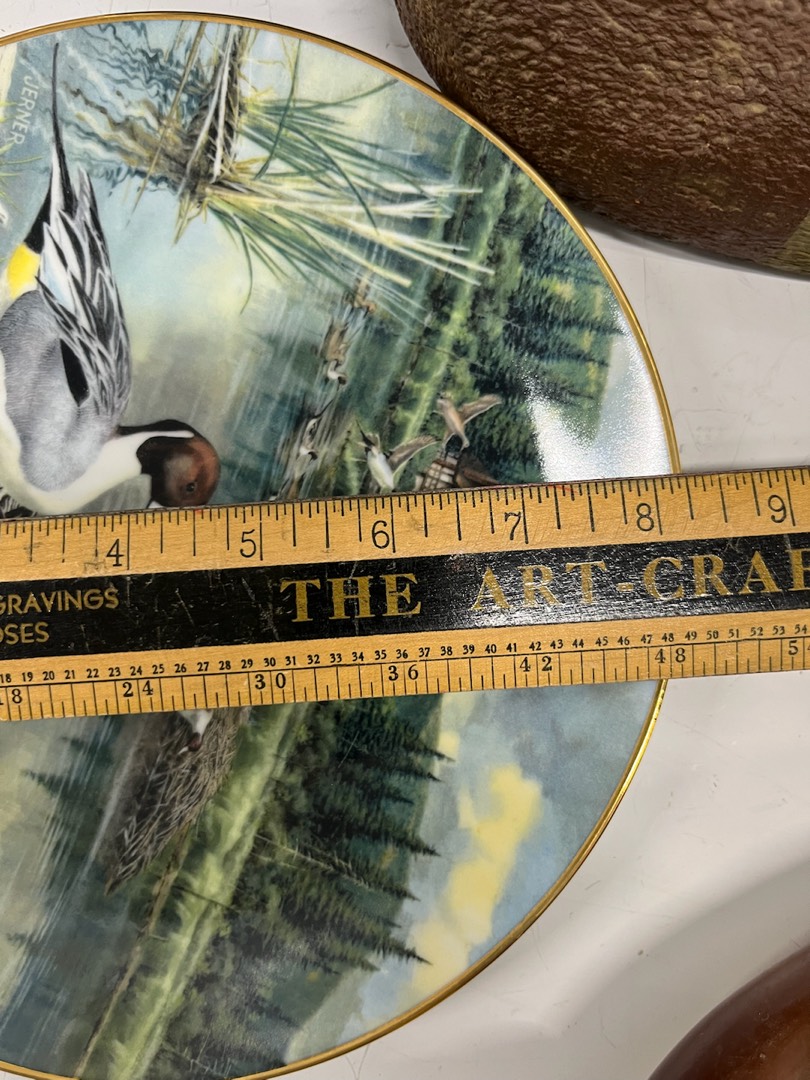 JERNER
4 5 6 7 8 9
GRAVINGS
OSES
THE ART-CRAF
18 19 20 21 22 23 24 25 26 27 28 29 30 31 32 33 34 35 36 37 38 39 40 41 42 43 44 45 46 47 48 49 50 51 52 53 54
18 24 30 36 42 48 54